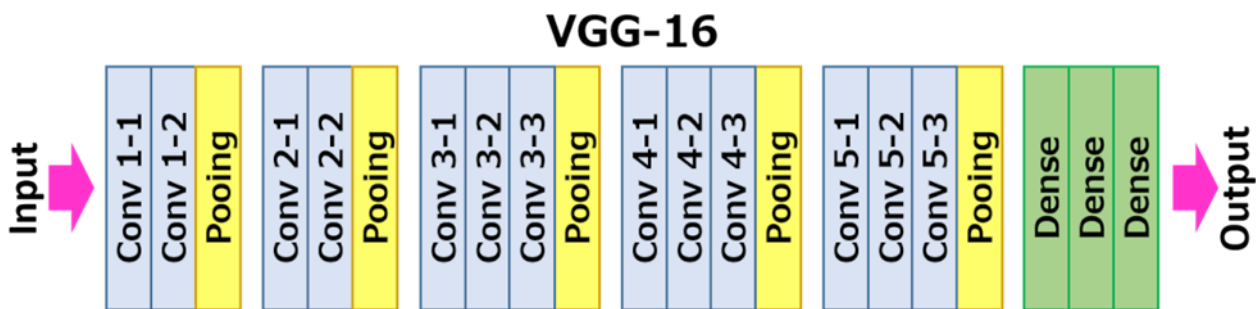 VGG-16
Input
Conv 1-1
Conv 1-2
Pooing
Conv 2-1
Conv 2-2
Pooing
Conv 3-1
Conv 3-2
Conv 3-3
Pooing
Conv 4-1
Conv 4-2
Conv 4-3
Pooing
Conv 5-1
Conv 5-2
Conv 5-3
Pooing
Dense
Dense
Dense
Output